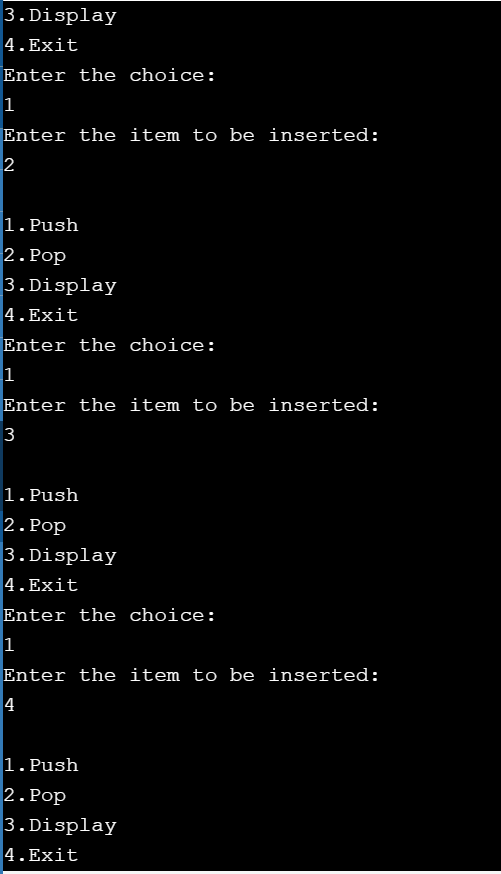 3.Display
4.Exit
Enter the choice:
1
Enter the item to be inserted:
2
1.Push
2.Pop
3.Display
4.Exit
Enter the choice:
1
Enter the item to be inserted:
3
1.Push
2.Pop
3.Display
4.Exit
Enter the choice:
1
Enter the item to be inserted:
4
1.Push
2.Pop
3.Display
4.Exit